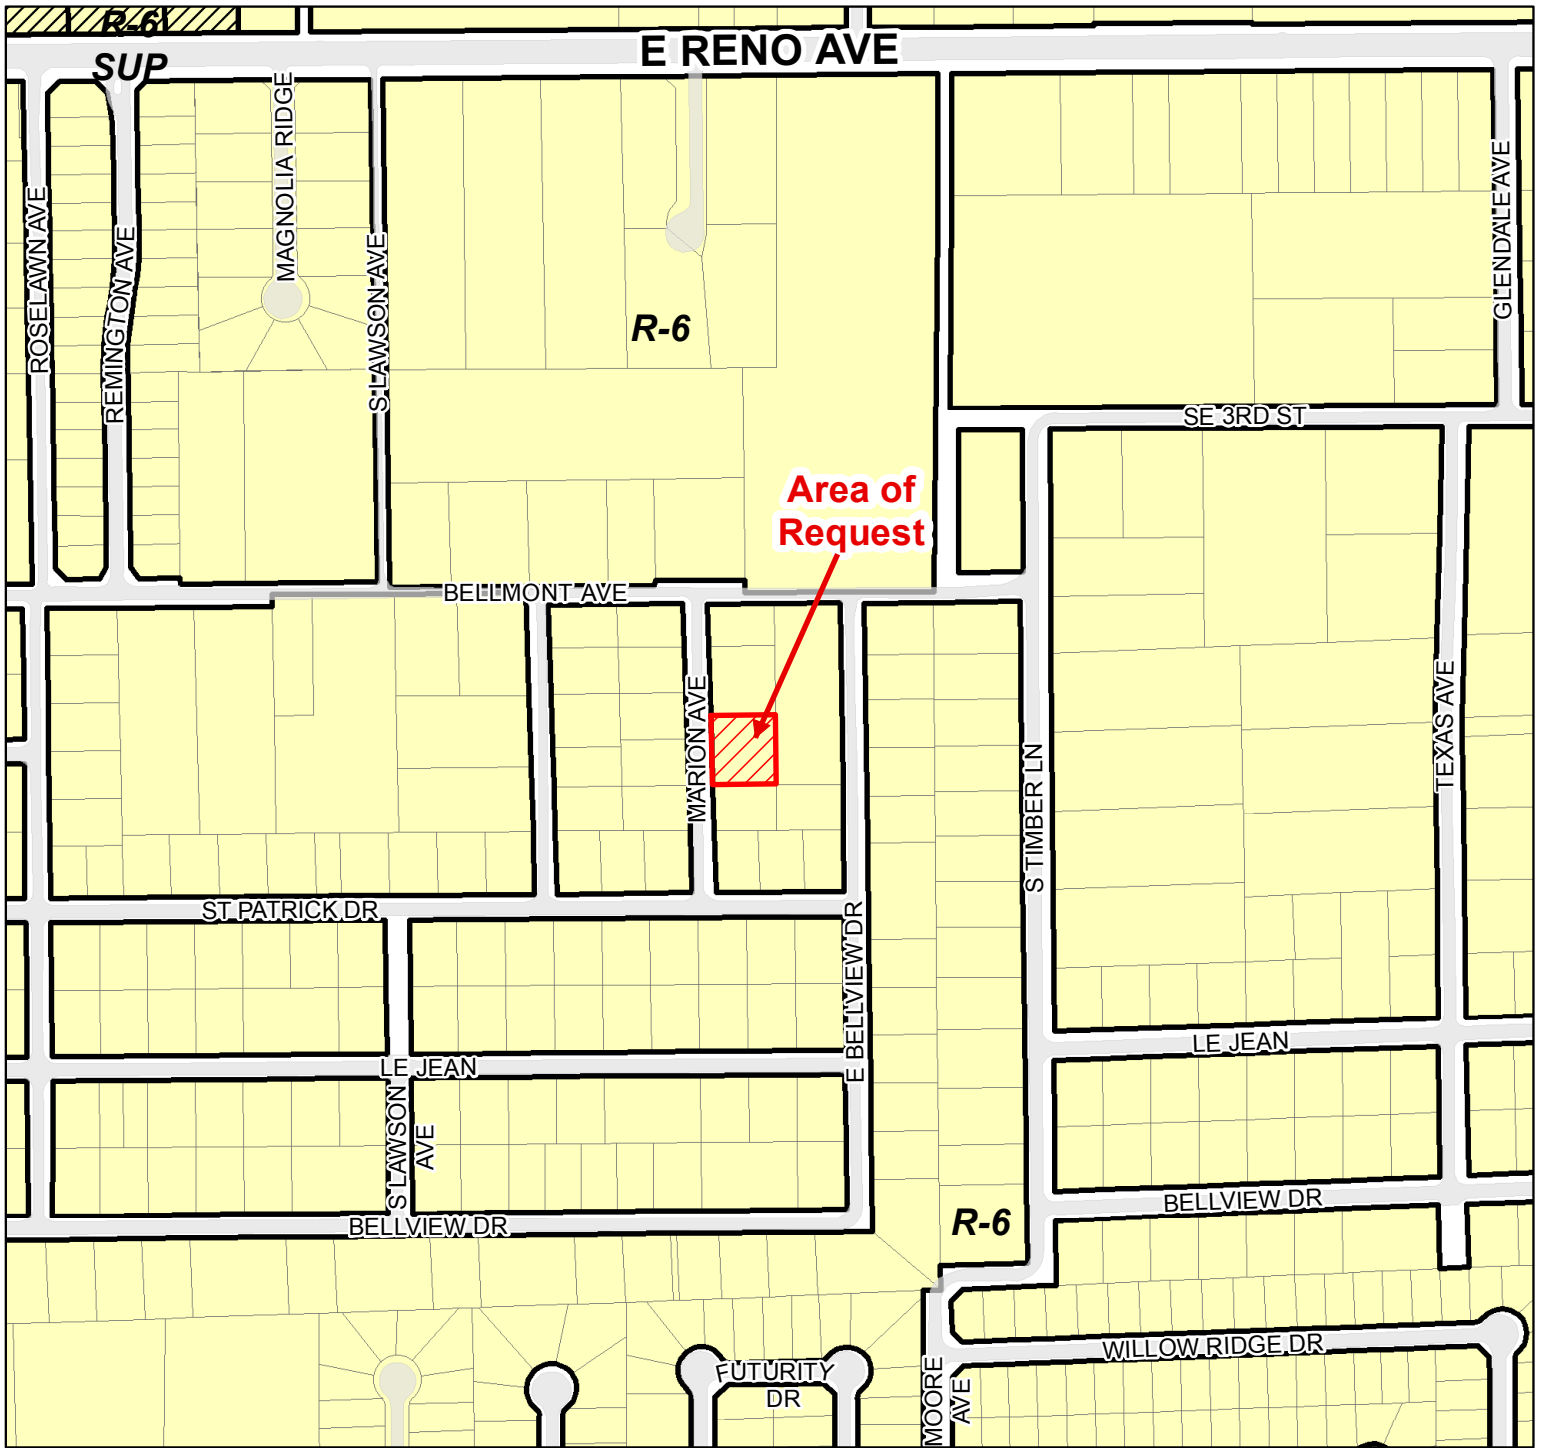 R-6
SUP
E RENO AVE
MAGNOLIA RIDGE
ROSELAWN AVE
REMINGTON AVE
S LAWSON AVE
GLENDALE AVE
R-6
SE 3RD ST
Area of
Request
BELLMONT AVE
MARION AVE
TEXAS AVE
S TIMBER LN
ST PATRICK DR
E BELLVIEW DR
LE JEAN
LE JEAN
S LAWSON
AVE
BELLVIEW DR
BELLVIEW DR
R-6
WILLOW RIDGE DR
FUTURITY
DR
MOORE
AVE